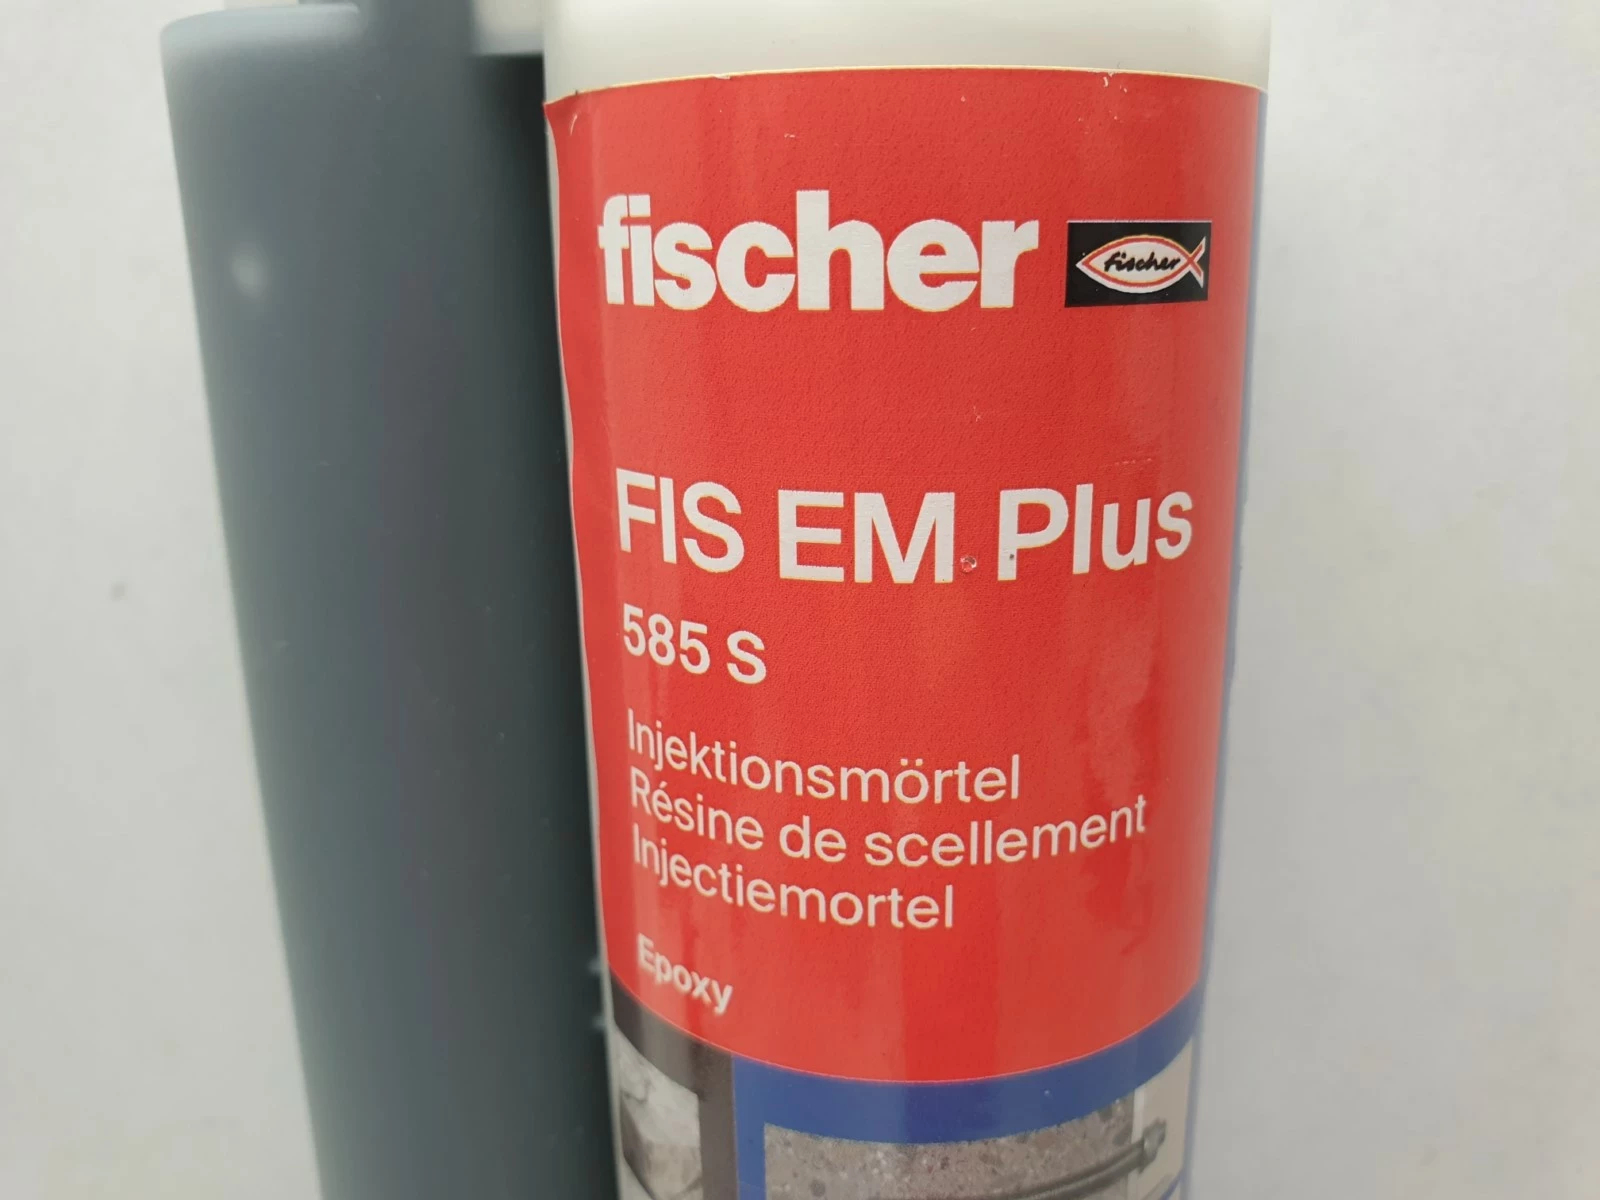 fischer fischer
FIS EM Plus
585 S
Injektionsmörtel
Résine de scellement
Injectiemortel
Epoxy